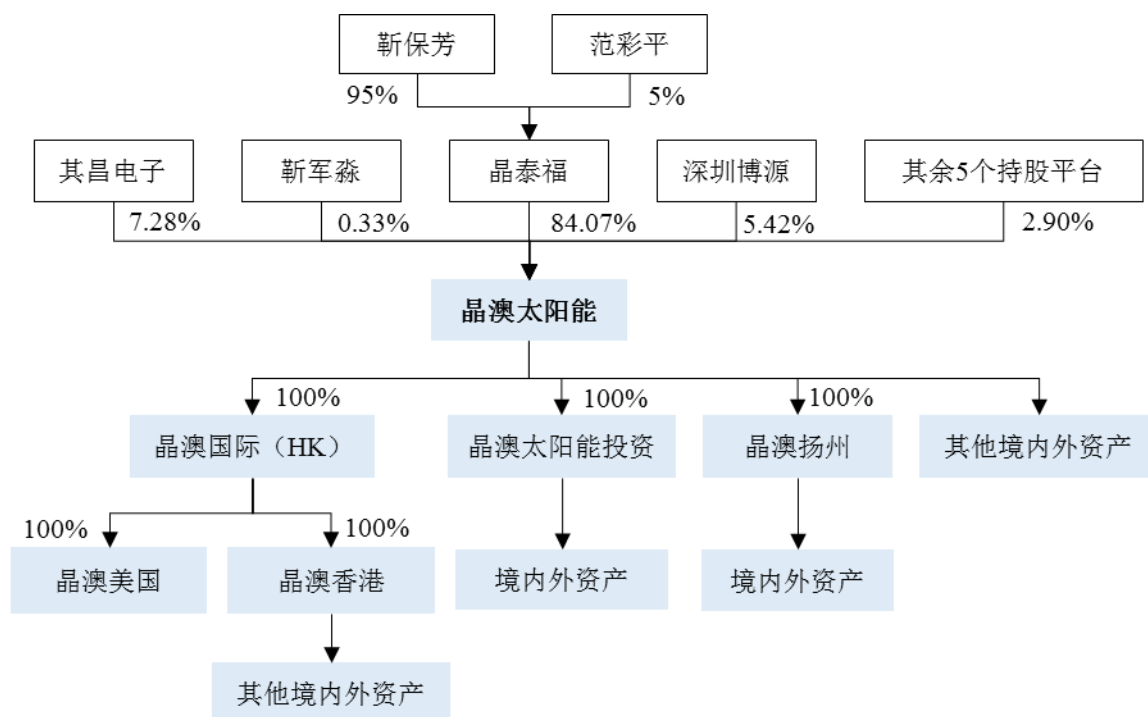 靳保芳
范彩平
95%
5%
其昌电子
靳军淼
晶泰福
深圳博源
其余5个持股平台
7.28%
0.33%
84.07%
5.42%
2.90%
晶澳太阳能
100%
100%
100%
晶澳国际（HK）
晶澳太阳能投资
晶澳扬州
其他境内外资产
100%
100%
晶澳美国
晶澳香港
境内外资产
境内外资产
其他境内外资产